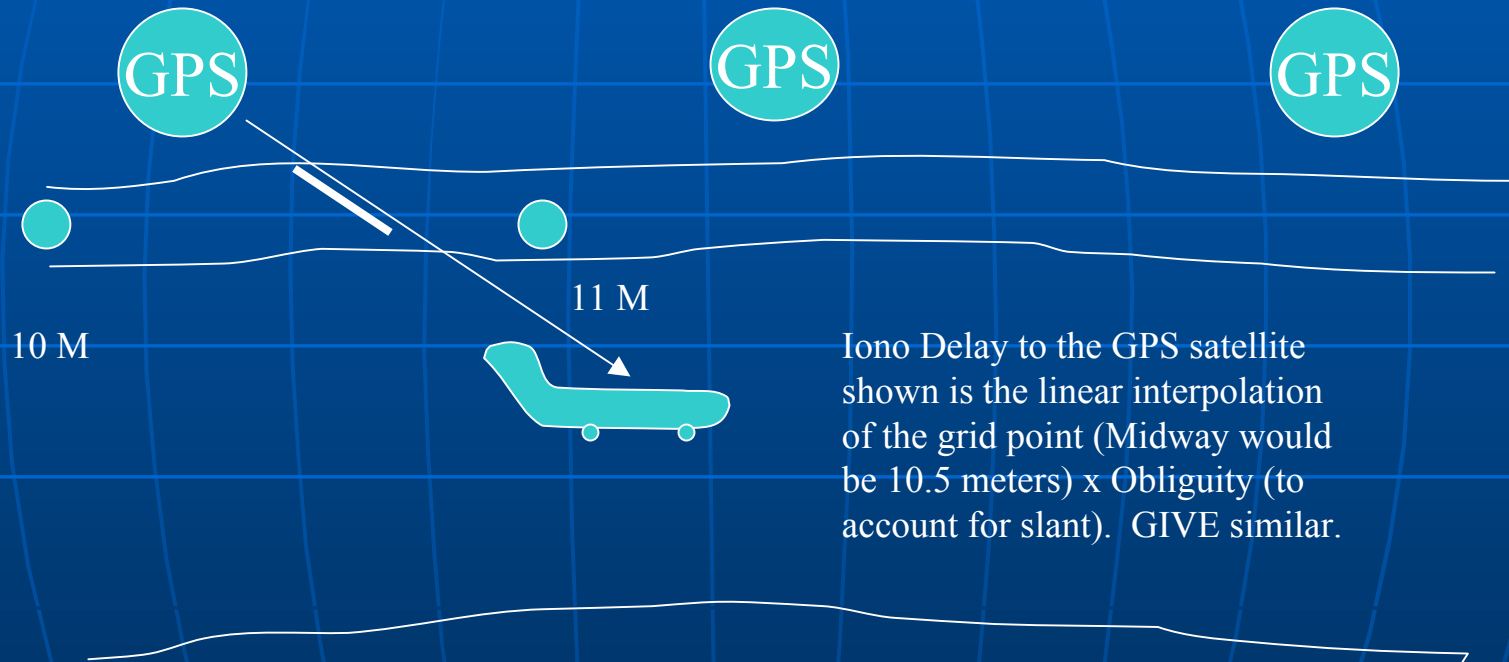 GPS
GPS
GPS
11 M
10 M
Iono Delay to the GPS satellite
shown is the linear interpolation
of the grid point (Midway would
be 10.5 meters) x Obliguity (to
account for slant).  GIVE similar.